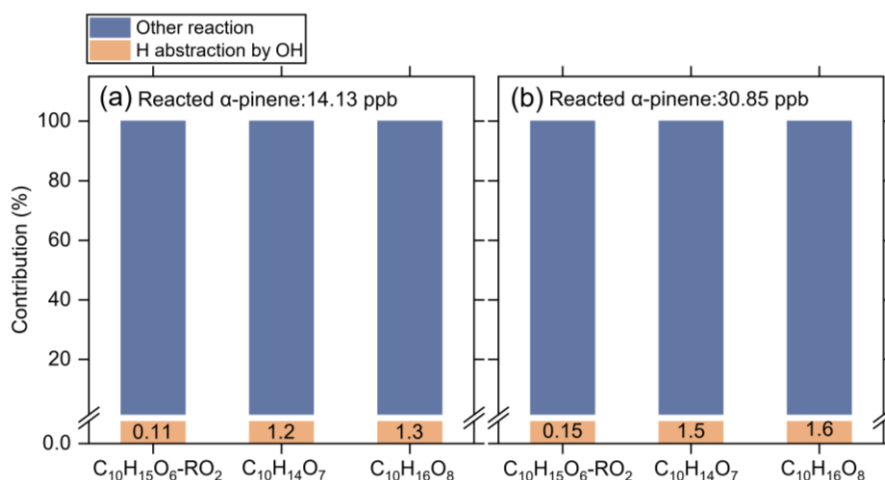 Other reaction
H abstraction by OH
(a) Reacted α-pinene:14.13 ppb
(b) Reacted α-pinene:30.85 ppb
Contribution (%)
100
80
60
40
20
0.0
0.11 1.2 1.3
0.15 1.5 1.6
C₁₀H₁₅O₆-RO₂ C₁₀H₁₄O₇ C₁₀H₁₆O₈
C₁₀H₁₅O₆-RO₂ C₁₀H₁₄O₇ C₁₀H₁₆O₈